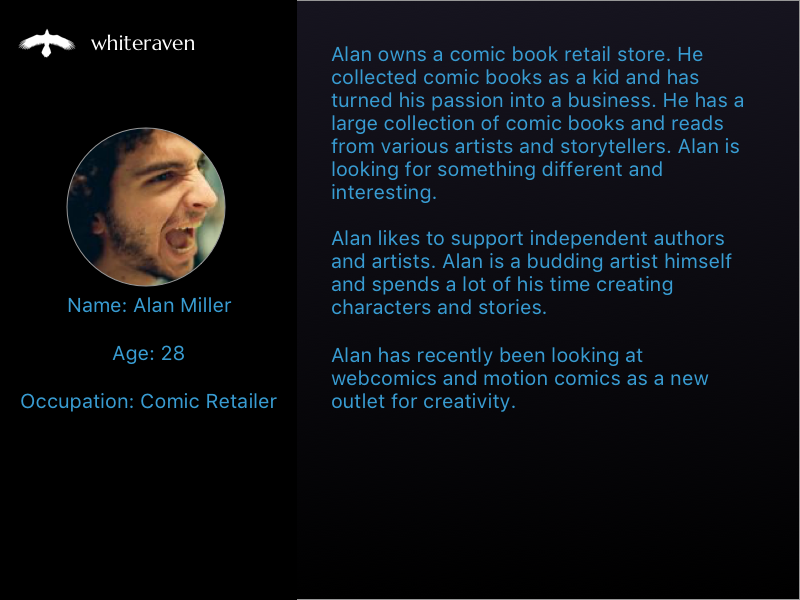 whiteraven
Name: Alan Miller
Age: 28
Occupation: Comic Retailer
Alan owns a comic book retail store. He
collected comic books as a kid and has
turned his passion into a business. He has a
large collection of comic books and reads
from various artists and storytellers. Alan is
looking for something different and
interesting.
Alan likes to support independent authors
and artists. Alan is a budding artist himself
and spends a lot of his time creating
characters and stories.
Alan has recently been looking at
webcomics and motion comics as a new
outlet for creativity.